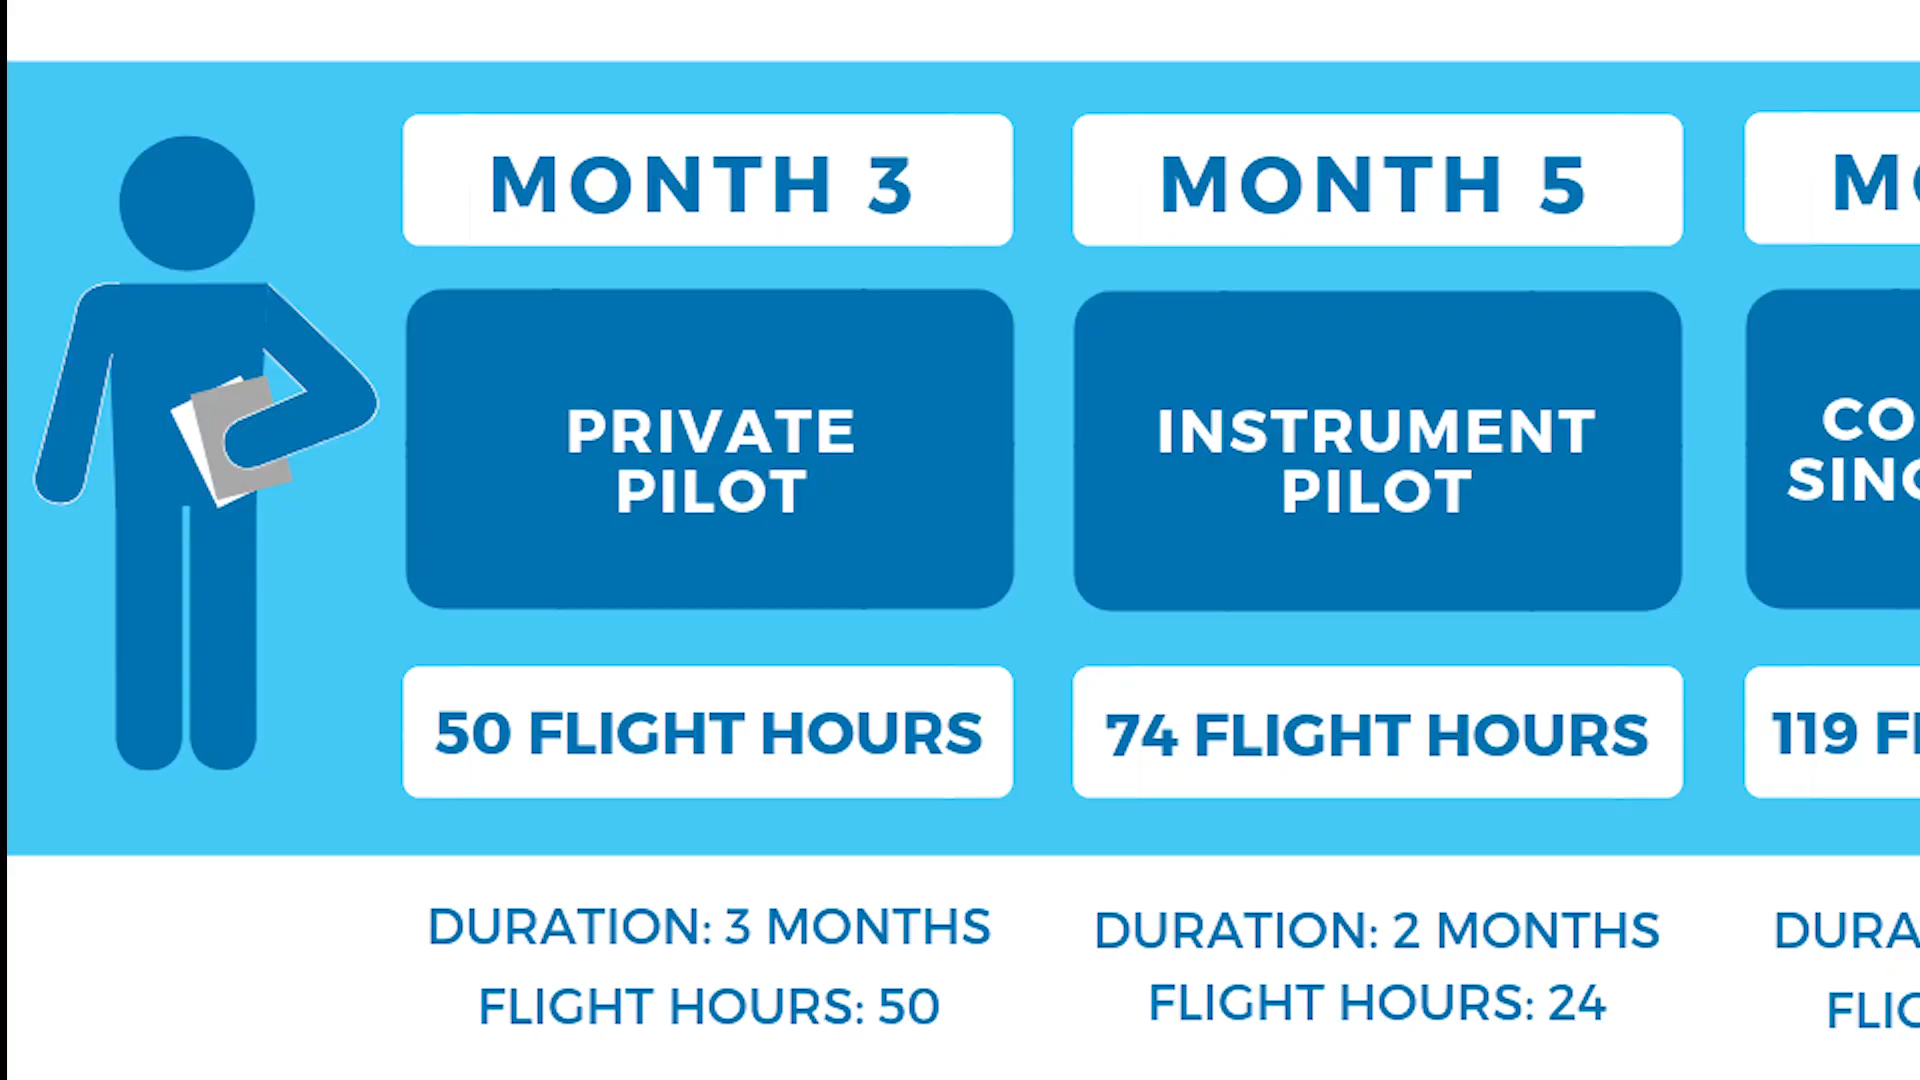 MONTH 3
PRIVATE
PILOT
50 FLIGHT HOURS
DURATION: 3 MONTHS
FLIGHT HOURS: 50
MONTH 5
INSTRUMENT
PILOT
74 FLIGHT HOURS
DURATION: 2 MONTHS
FLIGHT HOURS: 24
119